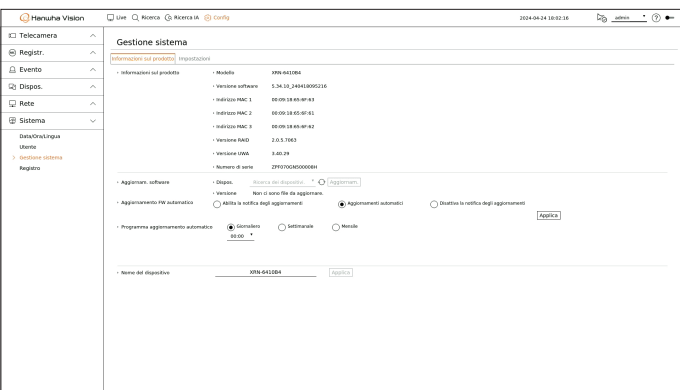 Hanwha Vision
Live Ricerca Ricerca IA Config 2024-04-24 18:02:16 admin
Telecamera
Registr.
Evento
Dispos.
Rete
Sistema
Data/Ora/Lingua
Utente
Gestione sistema
Registro
Gestione sistema
Informazioni sul prodotto Impostazioni
Informazioni sul prodotto Modello XRN-6410B4
Versione software 5.34.10_240418095216
Indirizzo MAC 1 00:09:18:65:6F:63
Indirizzo MAC 2 00:09:18:65:6F:61
Indirizzo MAC 3 00:09:18:65:6F:62
Versione RAID 2.0.5.7063
Versione UWA 3.40.29
Numero di serie ZPFF070GNS00008H
Aggiornam. software Dispos. Ricerca dei dispositivi Aggiornam.
Versione Non ci sono file da aggiornare.
Aggiornamento FW automatico Abilita la notifica degli aggiornamenti Aggiornamenti automatici Disattiva la notifica degli aggiornamenti
Applica
Programma aggiornamento automatico Giornaliero Settimanale Mensile
00:00
Nome del dispositivo XRN-6410B4 Applica